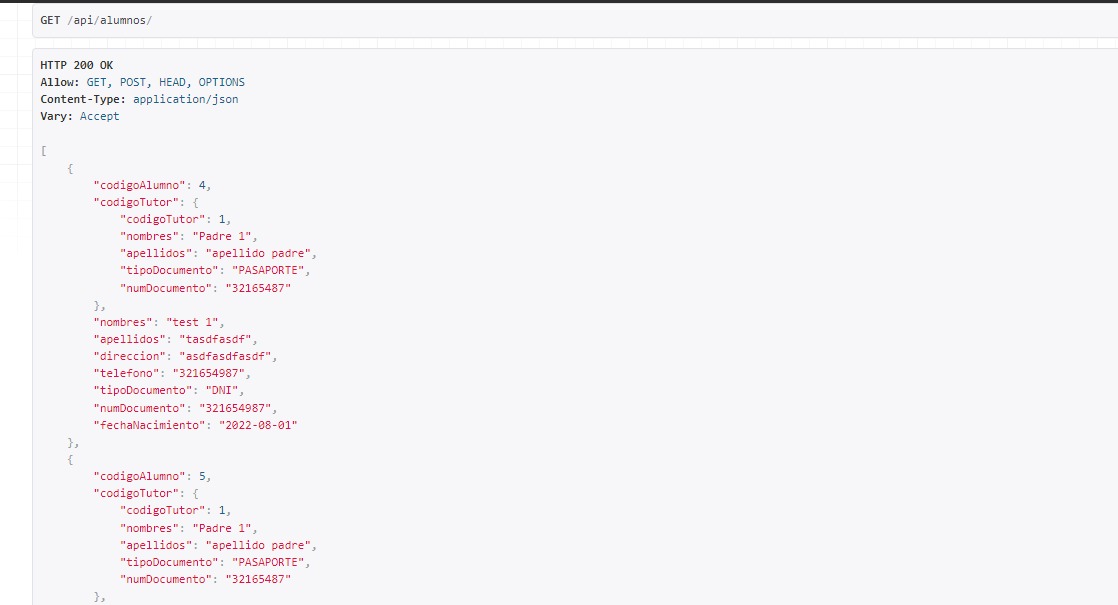 GET /api/alumnos/
HTTP 200 OK
Allow: GET, POST, HEAD, OPTIONS
Content-Type: application/json
Vary: Accept
[
{
"codigoAlumno": 4,
"codigoTutor": {
"codigoTutor": 1,
"nombres": "Padre 1",
"apellidos": "apellido padre",
"tipoDocumento": "PASAPORTE",
"numDocumento": "32165487"
},
"nombres": "test 1",
"apellidos": "tasdfasdf",
"direccion": "asdfasdfasdf",
"telefono": "321654987",
"tipoDocumento": "DNI",
"numDocumento": "321654987",
"fechaNacimiento": "2022-08-01"
},
{
"codigoAlumno": 5,
"codigoTutor": {
"codigoTutor": 1,
"nombres": "Padre 1",
"apellidos": "apellido padre",
"tipoDocumento": "PASAPORTE",
"numDocumento": "32165487"
},